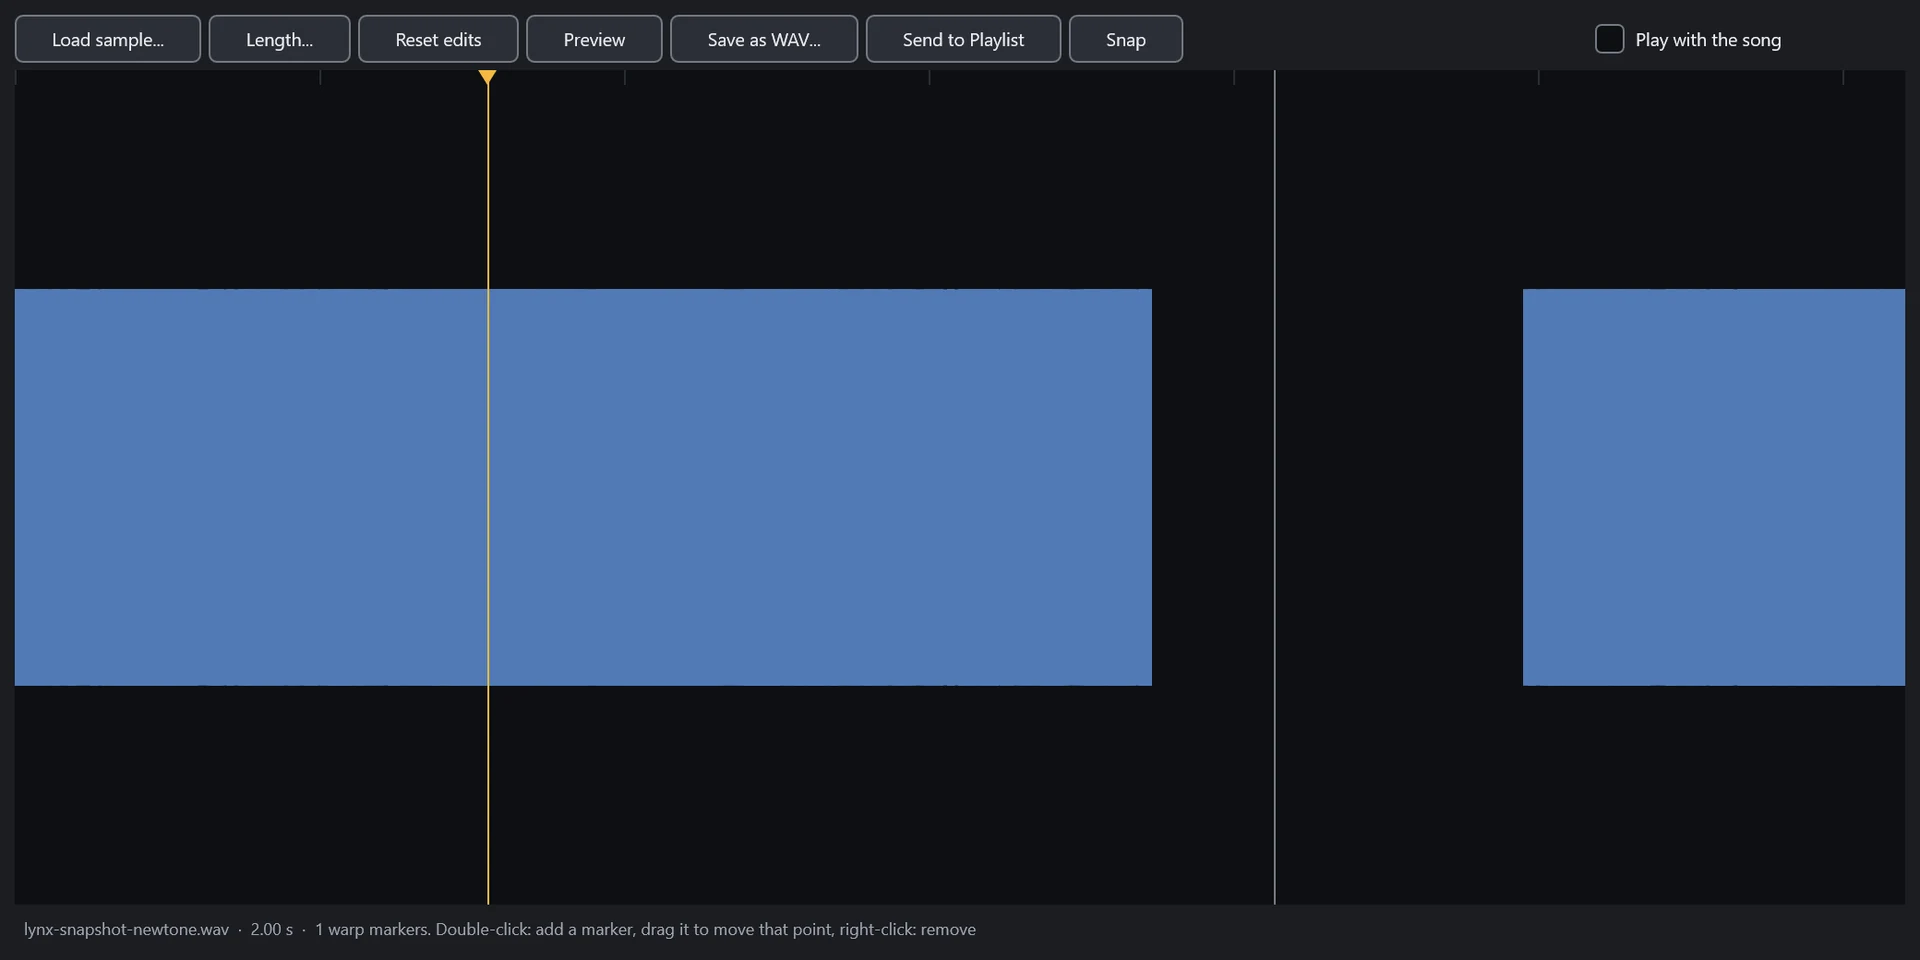 Load sample...
Length...
Reset edits
Preview
Save as WAV...
Send to Playlist
Snap
Play with the song
lynx-snapshot-newtone.wav · 2.00 s · 1 warp markers. Double-click: add a marker, drag it to move that point, right-click: remove